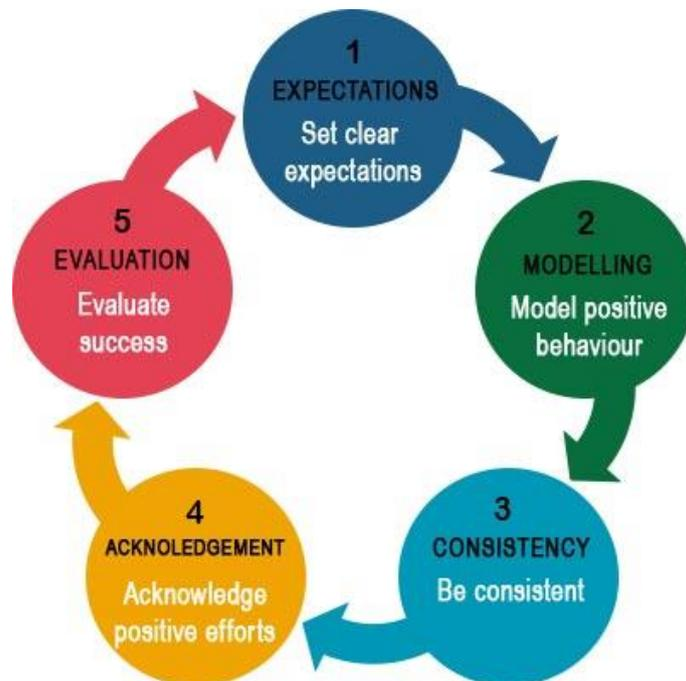 1
EXPECTATIONS
Set clear
expectations
2
MODELLING
Model positive
behaviour
3
CONSISTENCY
Be consistent
4
ACKNOLEDGEMENT
Acknowledge
positive efforts
5
EVALUATION
Evaluate
success